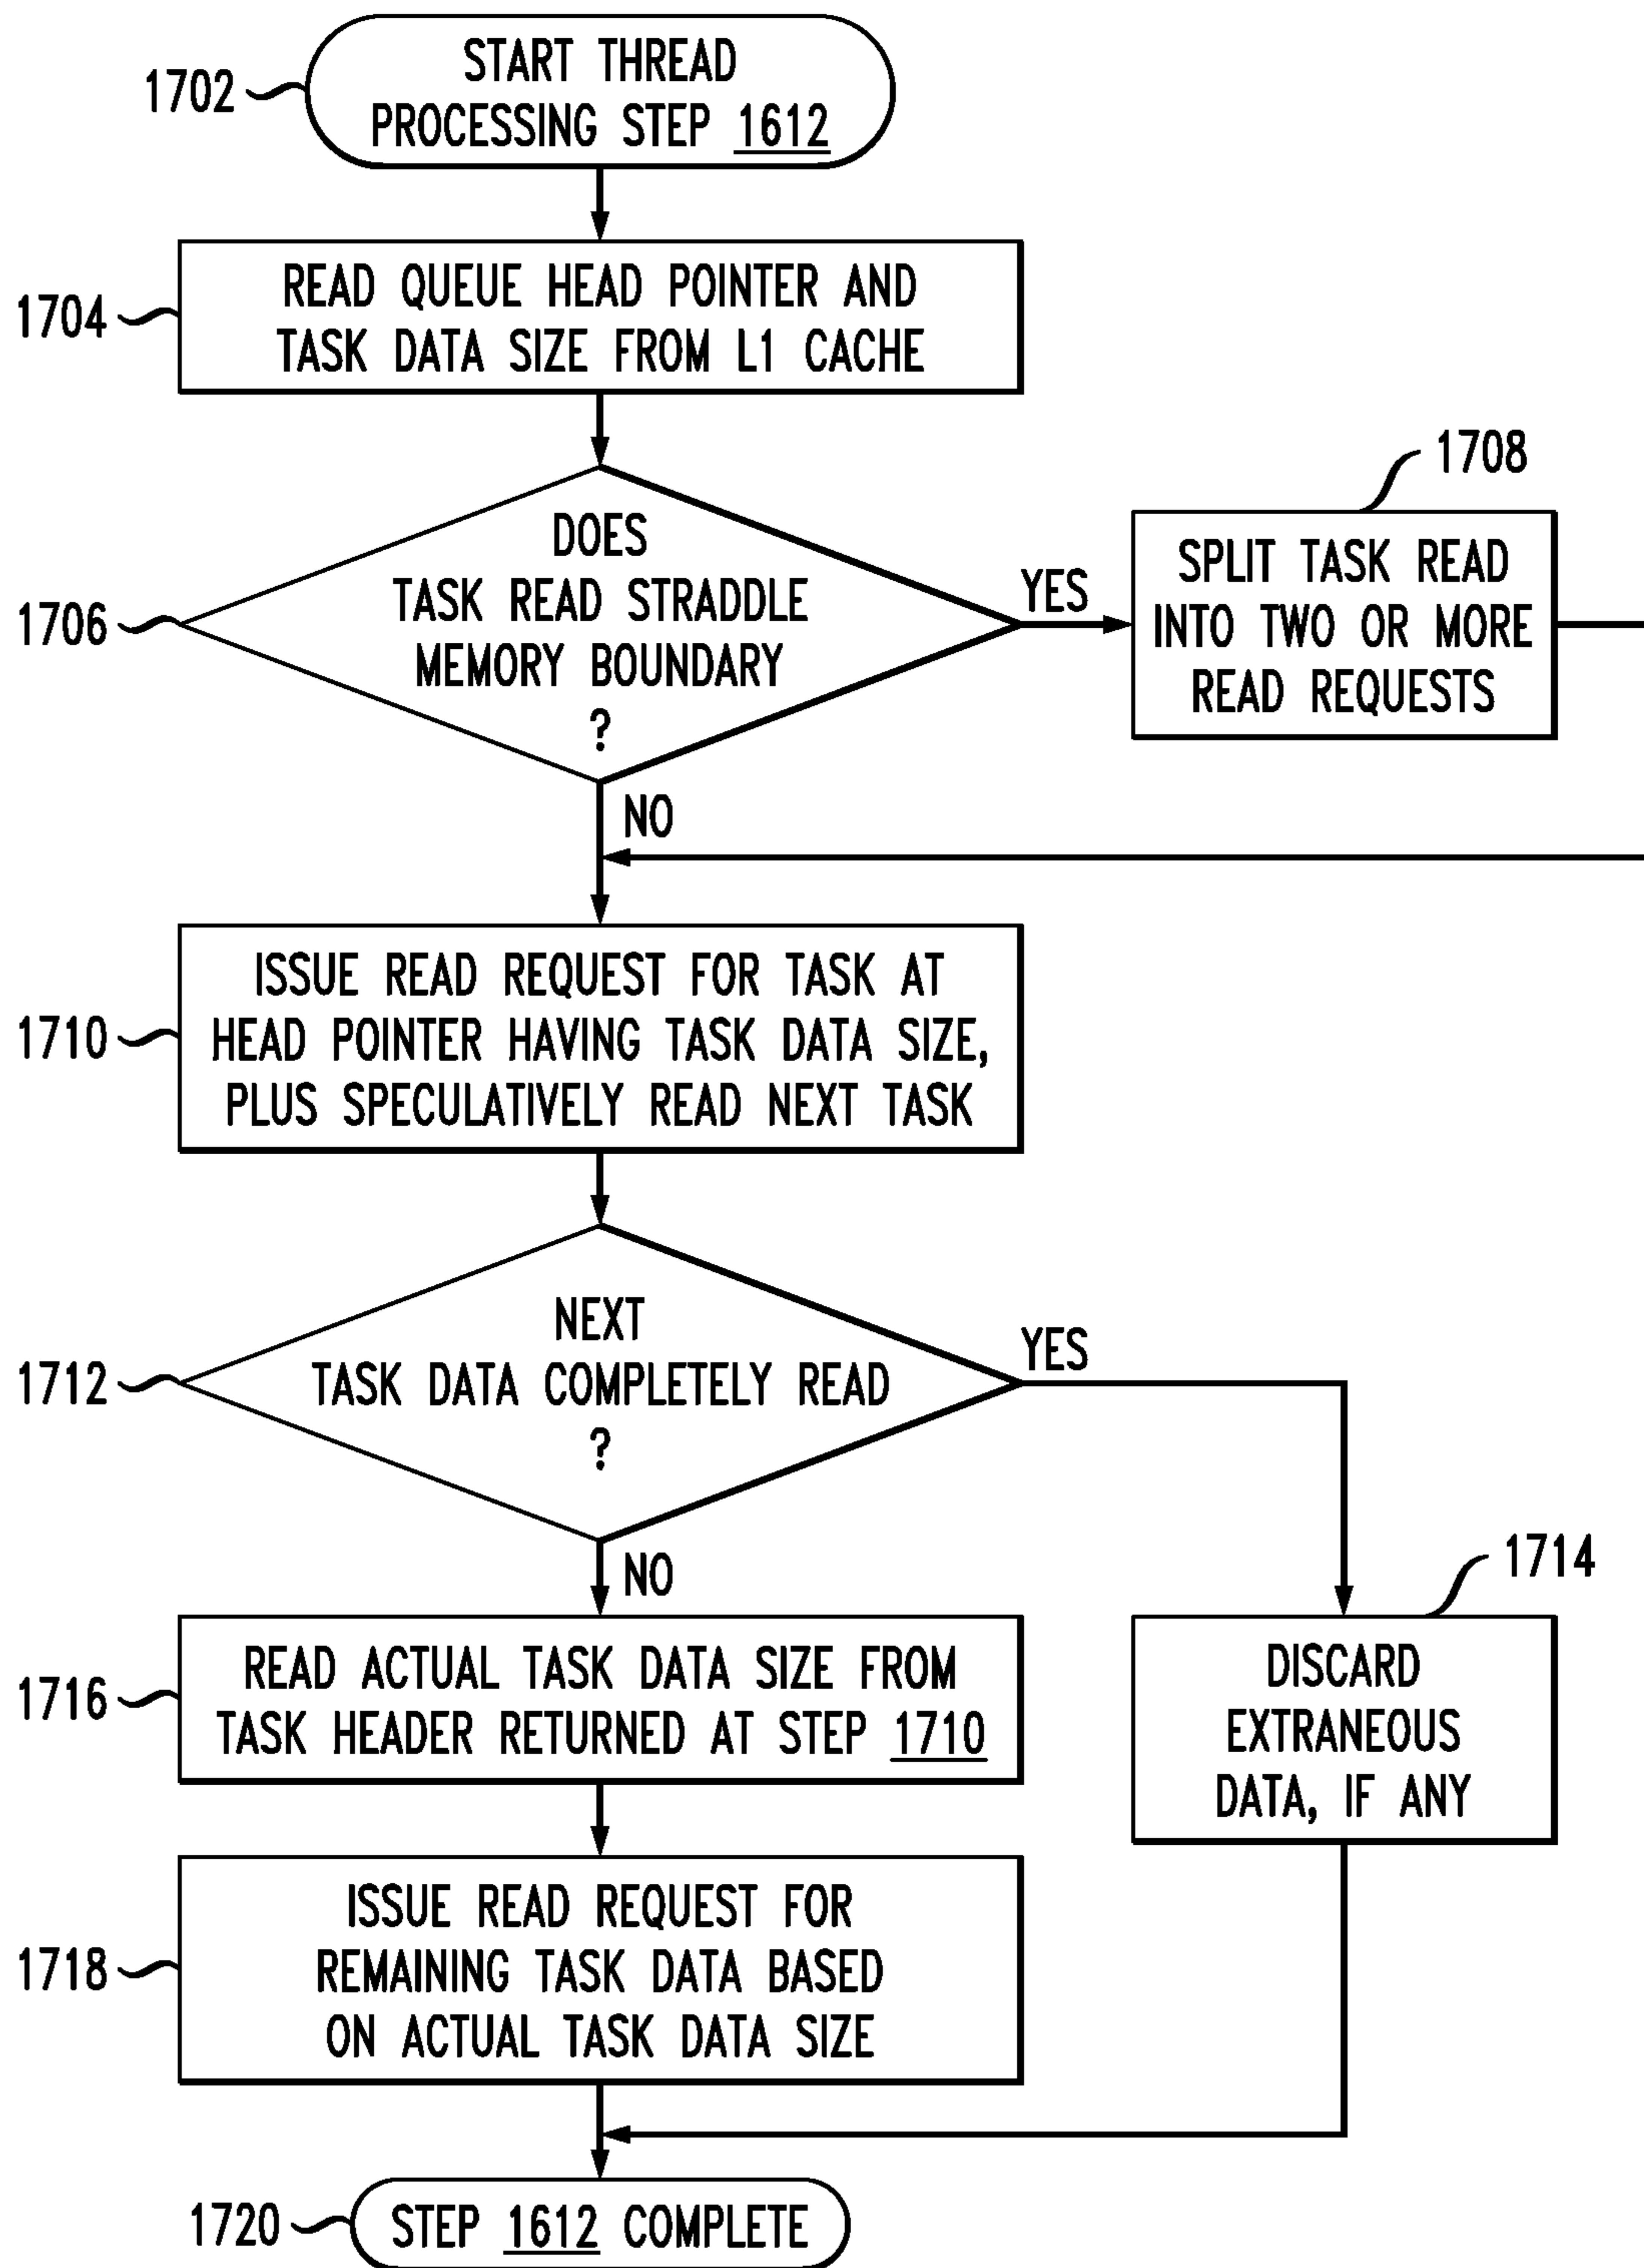 1702
START THREAD
PROCESSING STEP 1612
1704
READ QUEUE HEAD POINTER AND
TASK DATA SIZE FROM L1 CACHE
1706
DOES
TASK READ STRADDLE
MEMORY BOUNDARY
?
YES
1708
SPLIT TASK READ
INTO TWO OR MORE
READ REQUESTS
NO
1710
ISSUE READ REQUEST FOR TASK AT
HEAD POINTER HAVING TASK DATA SIZE,
PLUS SPECULATIVELY READ NEXT TASK
1712
NEXT
TASK DATA COMPLETELY READ
?
YES
1714
DISCARD
EXTRANEOUS
DATA, IF ANY
NO
1716
READ ACTUAL TASK DATA SIZE FROM
TASK HEADER RETURNED AT STEP 1710
1718
ISSUE READ REQUEST FOR
REMAINING TASK DATA BASED
ON ACTUAL TASK DATA SIZE
1720
STEP 1612 COMPLETE